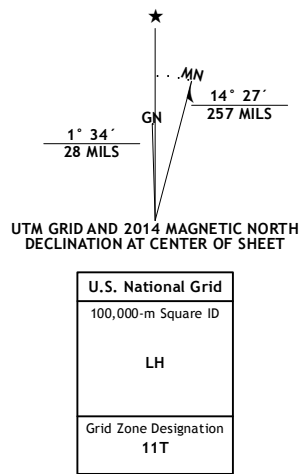 MN
GN
14° 27´
257 MILS
1° 34´
28 MILS
UTM GRID AND 2014 MAGNETIC NORTH
DECLINATION AT CENTER OF SHEET
U.S. National Grid
100,000-m Square ID
LH
Grid Zone Designation
11T